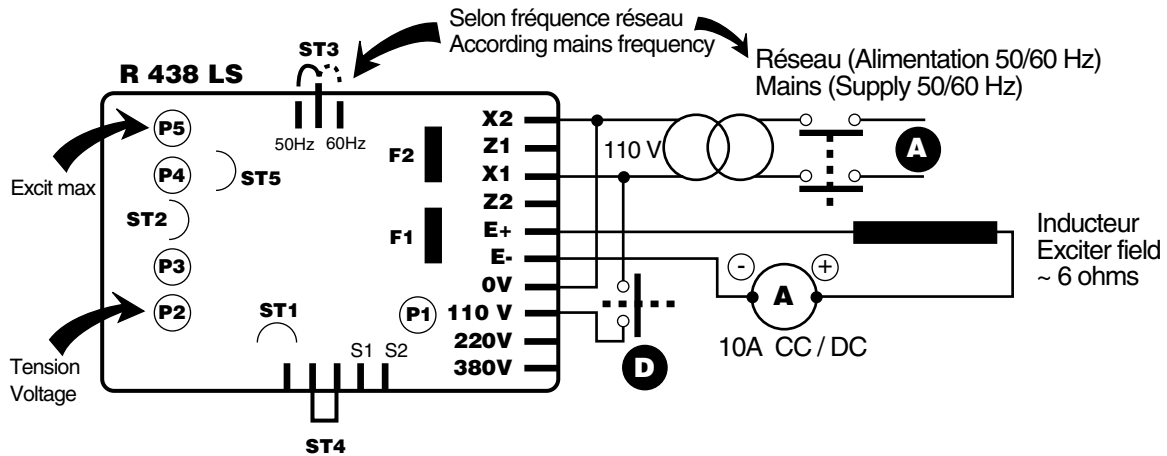 Selon fréquence réseau
According mains frequency
Réseau (Alimentation 50/60 Hz)
Mains (Supply 50/60 Hz)
R 438 LS
ST3
50Hz 60Hz
P5
Excit max
P4
ST5
ST2
P3
P2
Tension
Voltage
ST1
P1
S1 S2
ST4
F2
F1
X2
Z1
X1
Z2
E+
E-
0V
110 V
220V
380V
110 V
A
D
- A +
10A CC / DC
Inducteur
Exciter field
~ 6 ohms